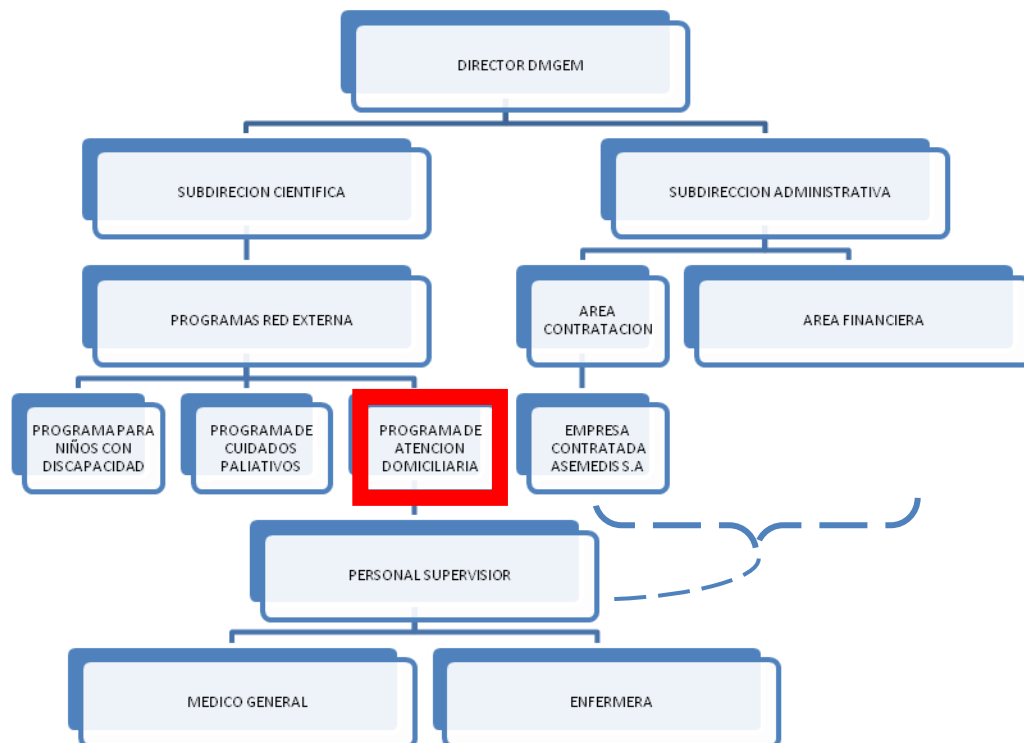 DIRECTOR DMGEM
SUBDIRECION CIENTIFICA
SUBDIRECCION ADMINISTRATIVA
PROGRAMAS RED EXTERNA
AREA
CONTRATACION
AREA FINANCIERA
PROGRAMA PARA
NIÑOS CON
DISCAPACIDAD
PROGRAMA DE
CUIDADOS
PALIATIVOS
PROGRAMA DE
ATENCION
DOMICILIARIA
EMPRESA
CONTRATADA
ASEMEDIS S.A
PERSONAL SUPERVISIOR
MEDICO GENERAL
ENFERMERA